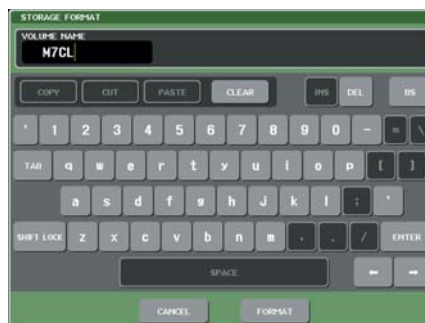 STORAGE FORMAT
VOLUME NAME
M7CL
COPY CUT PASTE CLEAR INS DEL BS
' 1 2 3 4 5 6 7 8 9 0 - = \
TAB q w e r t y u i o p [ ]
a s d f g h j k l ; '
SHIFT LOCK z x c v b n m , . / ENTER
SPACE ← →
CANCEL FORMAT